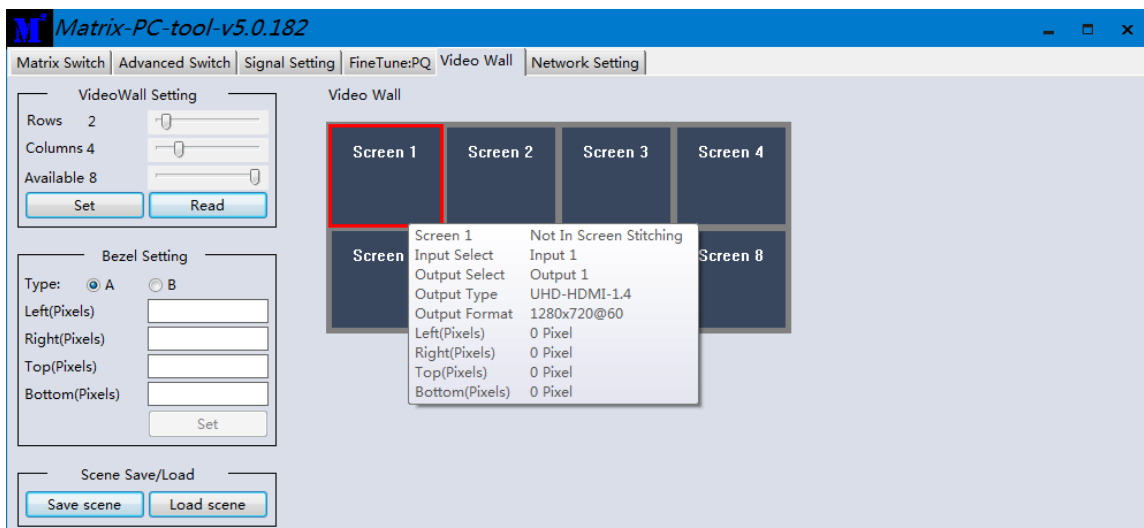 M Matrix-PC-tool-v5.0.182
Matrix Switch Advanced Switch Signal Setting FineTune:PQ Video Wall Network Setting
VideoWall Setting
Rows 2
Columns 4
Available 8
Set Read
Bezel Setting
Type: A B
Left(Pixels)
Right(Pixels)
Top(Pixels)
Bottom(Pixels)
Set
Scene Save/Load
Save scene Load scene
Video Wall
Screen 1 Screen 2 Screen 3 Screen 4
Screen Screen 8
Screen 1 Not In Screen Stitching
Input Select Input 1
Output Select Output 1
Output Type UHD-HDMI-1.4
Output Format 1280x720@60
Left(Pixels) 0 Pixel
Right(Pixels) 0 Pixel
Top(Pixels) 0 Pixel
Bottom(Pixels) 0 Pixel